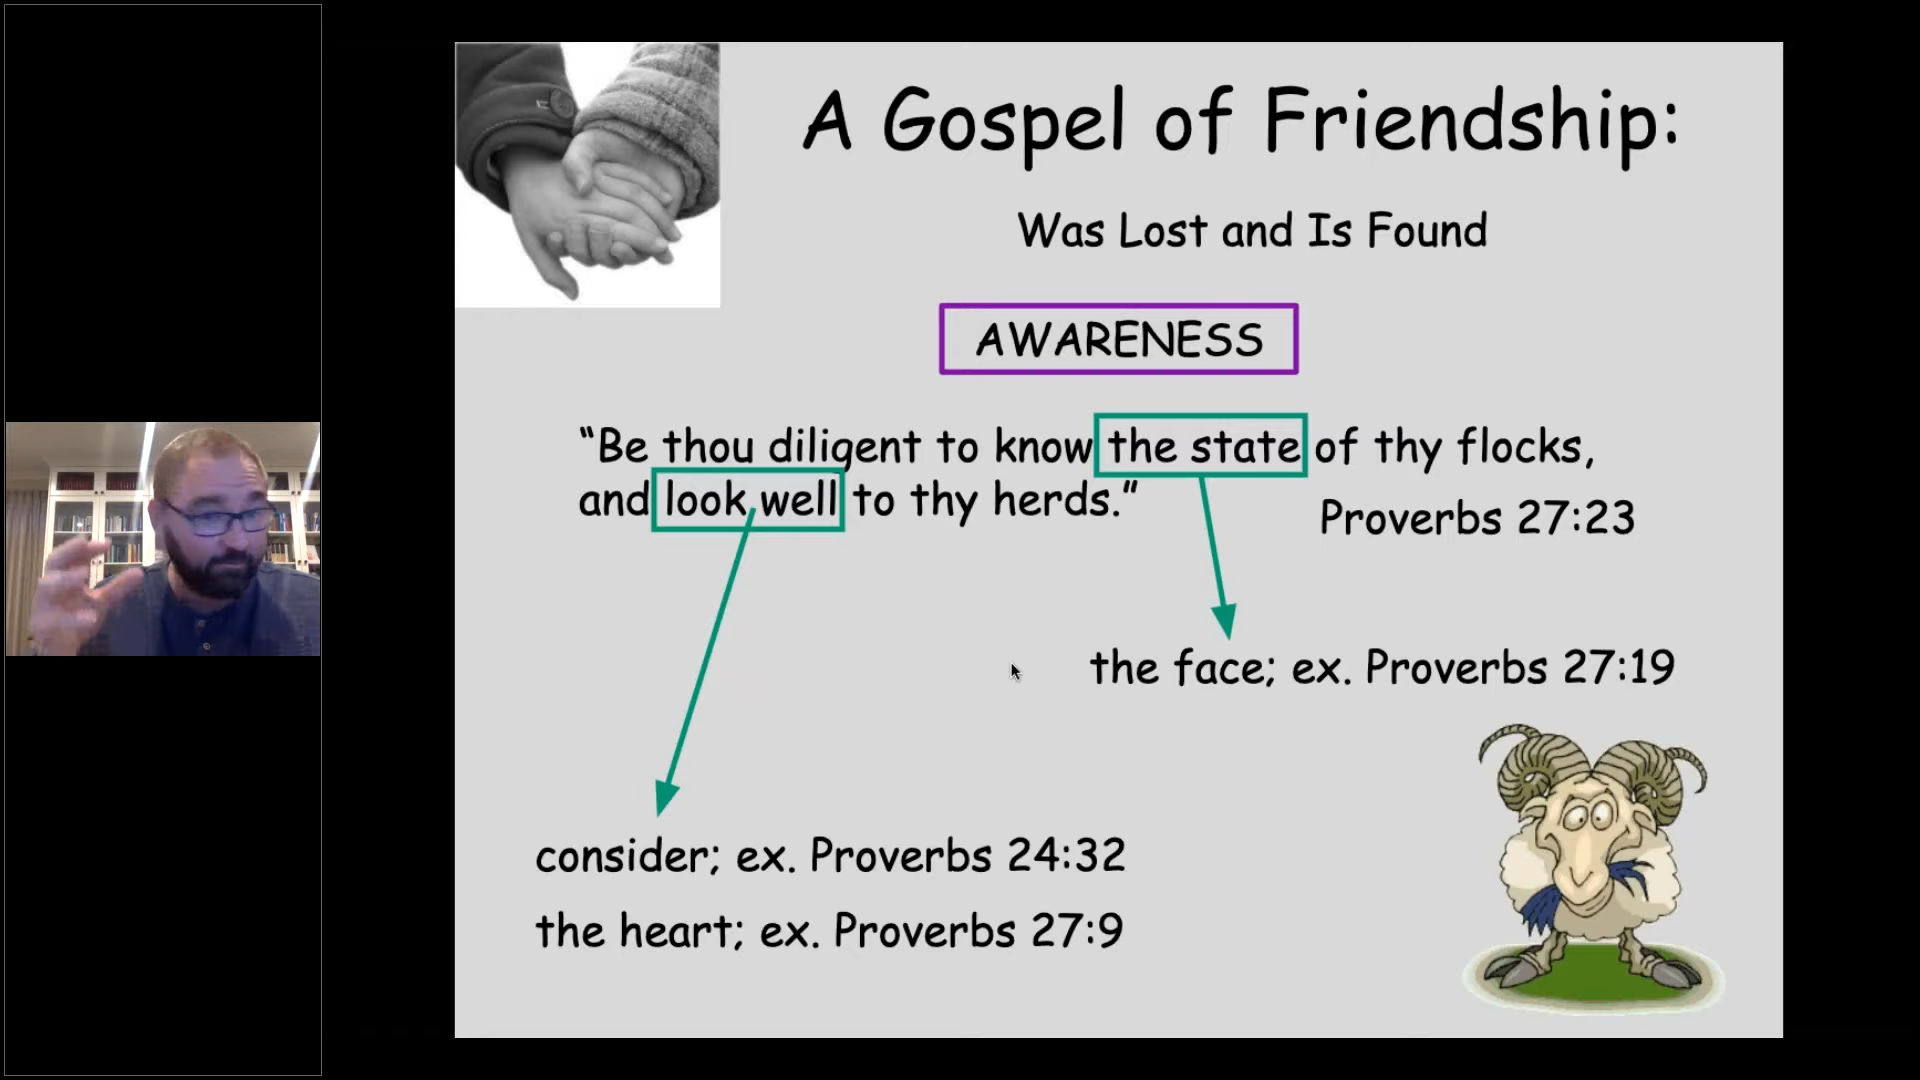 A Gospel of Friendship:
Was Lost and Is Found
AWARENESS
“Be thou diligent to know the state of thy flocks,
and look well to thy herds.”
Proverbs 27:23
the face; ex. Proverbs 27:19
consider; ex. Proverbs 24:32
the heart; ex. Proverbs 27:9